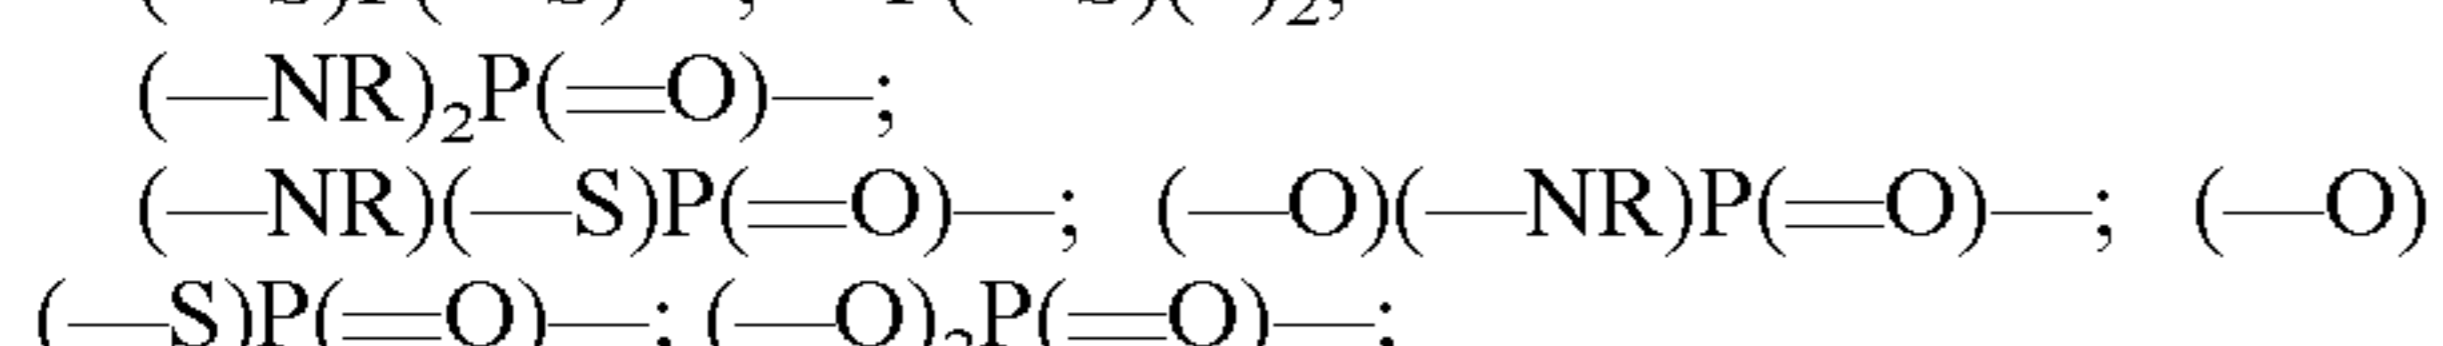 (—NR)₂P(═O)—;
(—NR)(—S)P(═O)—; (—O)(—NR)P(═O)—; (—O)
(—S)P(═O)—; (—O)₂P(═O)—;